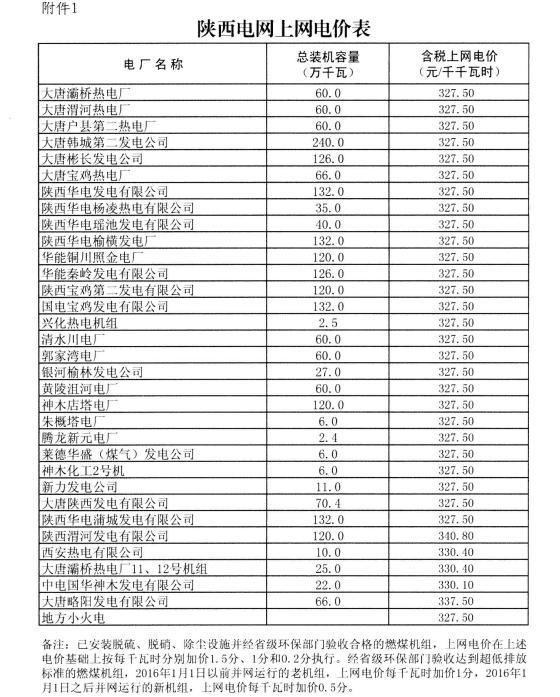 附件1
陕西电网上网电价表
电厂名称 总装机容量（万千瓦） 含税上网电价（元/千千瓦时）
大唐灞桥热电厂 60.0 327.50
大唐渭河热电厂 60.0 327.50
大唐户县第二热电厂 60.0 327.50
大唐韩城第二发电公司 240.0 327.50
大唐彬长发电公司 126.0 327.50
大唐宝鸡热电厂 66.0 327.50
陕西华电发电有限公司 132.0 327.50
陕西华电杨凌热电有限公司 35.0 327.50
陕西华电瑶池发电有限公司 40.0 327.50
陕西华电榆横发电厂 132.0 327.50
华能铜川照金电厂 120.0 327.50
华能秦岭发电有限公司 126.0 327.50
陕西宝鸡第二发电有限公司 120.0 327.50
国电宝鸡发电有限公司 132.0 327.50
兴化热电机组 2.5 327.50
清水川电厂 60.0 327.50
郭家湾电厂 60.0 327.50
银河榆林发电公司 27.0 327.50
黄陵沮河电厂 60.0 327.50
神木店塔电厂 120.0 327.50
朱概塔电厂 6.0 327.50
腾龙新元电厂 2.4 327.50
莱德华盛（煤气）发电公司 6.0 327.50
神木化工2号机 6.0 327.50
新力发电公司 11.0 327.50
大唐陕西发电有限公司 70.4 327.50
陕西华电蒲城发电有限公司 132.0 327.50
陕西渭河发电有限公司 120.0 340.80
西安热电有限公司 10.0 330.40
大唐灞桥热电厂11、12号机组 25.0 330.40
中电国华神木发电有限公司 22.0 330.10
大唐略阳发电有限公司 66.0 337.50
地方小火电 327.50
备注：已安装脱硫、脱硝、除尘设施并经省级环保部门验收合格的燃煤机组，上网电价在上述
电价基础上按每千瓦时分别加价1.5分、1分和0.2分执行。经省级环保部门验收达到超低排放
标准的燃煤机组，2016年1月1日以前并网运行的老机组，上网电价每千瓦时加价1分，2016年1
月1日之后并网运行的新机组，上网电价每千瓦时加价0.5分。